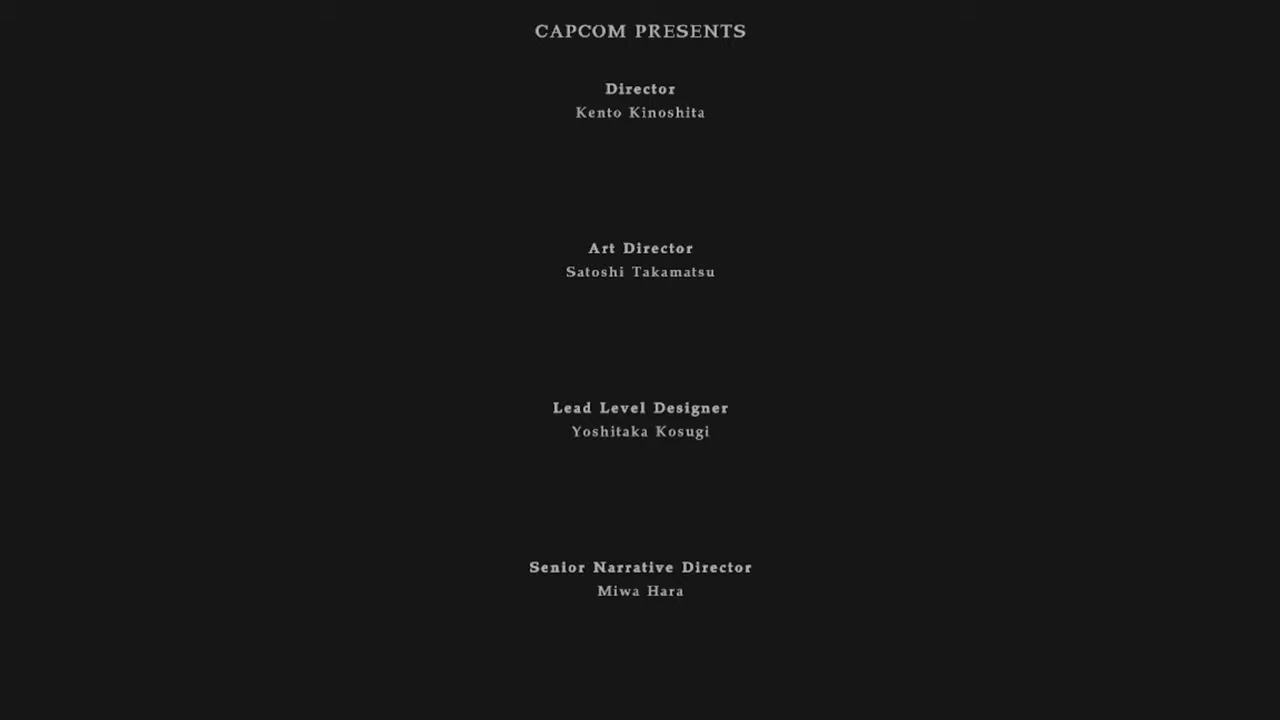 CAPCOM PRESENTS
Director
Kento Kinoshita
Art Director
Satoshi Takamatsu
Lead Level Designer
Yoshitaka Kosugi
Senior Narrative Director
Miwa Hara